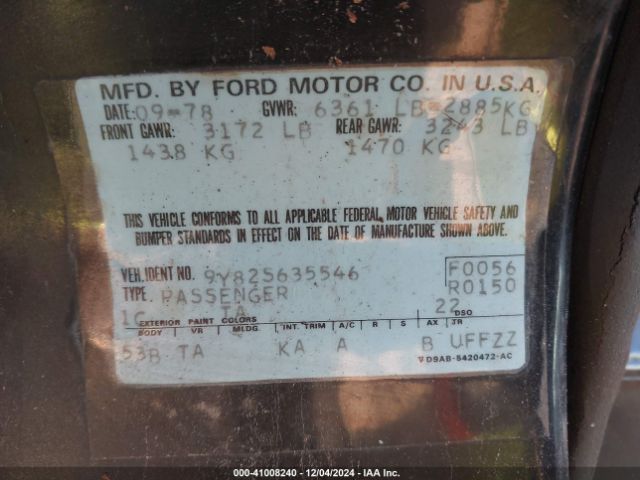 MFD. BY FORD MOTOR CO. IN U.S.A.
DATE: 09-78 GVWR: 6361 LB=2885KG
FRONT GAWR: 3172 LB REAR GAWR: 3243 LB
1438 KG 1470 KG
THIS VEHICLE CONFORMS TO ALL APPLICABLE FEDERAL MOTOR VEHICLE SAFETY AND
BUMPER STANDARDS IN EFFECT ON THE DATE OF MANUFACTURE SHOWN ABOVE.
VEH. IDENT NO. 9Y82S635546 F0056
TYPE PASSENGER R0150
1C 22
EXTERIOR PAINT COLORS DSO
BODY VR MLDG. INT. TRIM A/C R S AX TR
53B TA KA A B UFFZZ
D9AB-5420472-AC
000-41008240 - 12/04/2024 - IAA Inc.